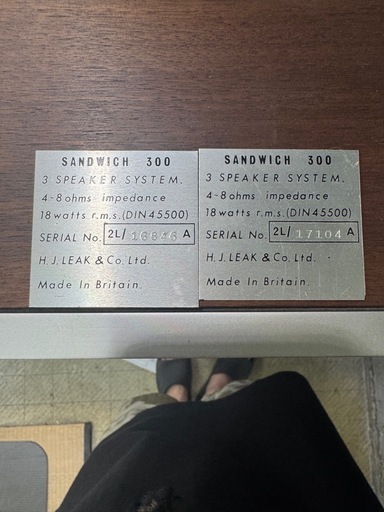 SANDWICH 300
3 SPEAKER SYSTEM.
4-8 ohms impedance
18 watts r.m.s.(DIN 45500)
SERIAL No. 2L/ A
H.J. LEAK & Co. Ltd.
Made In Britain.
SANDWICH 300
3 SPEAKER SYSTEM.
4-8 ohms impedance
18 watts r.m.s.(DIN 45500)
SERIAL No. 2L/ 17104 A
H.J. LEAK & Co. Ltd.
Made In Britain.